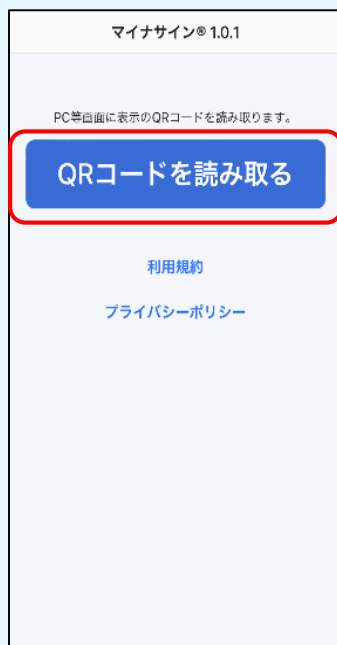 マイナサイン® 1.0.1
PC等画面に表示のQRコードを読み取ります。
QRコードを読み取る
利用規約
プライバシーポリシー